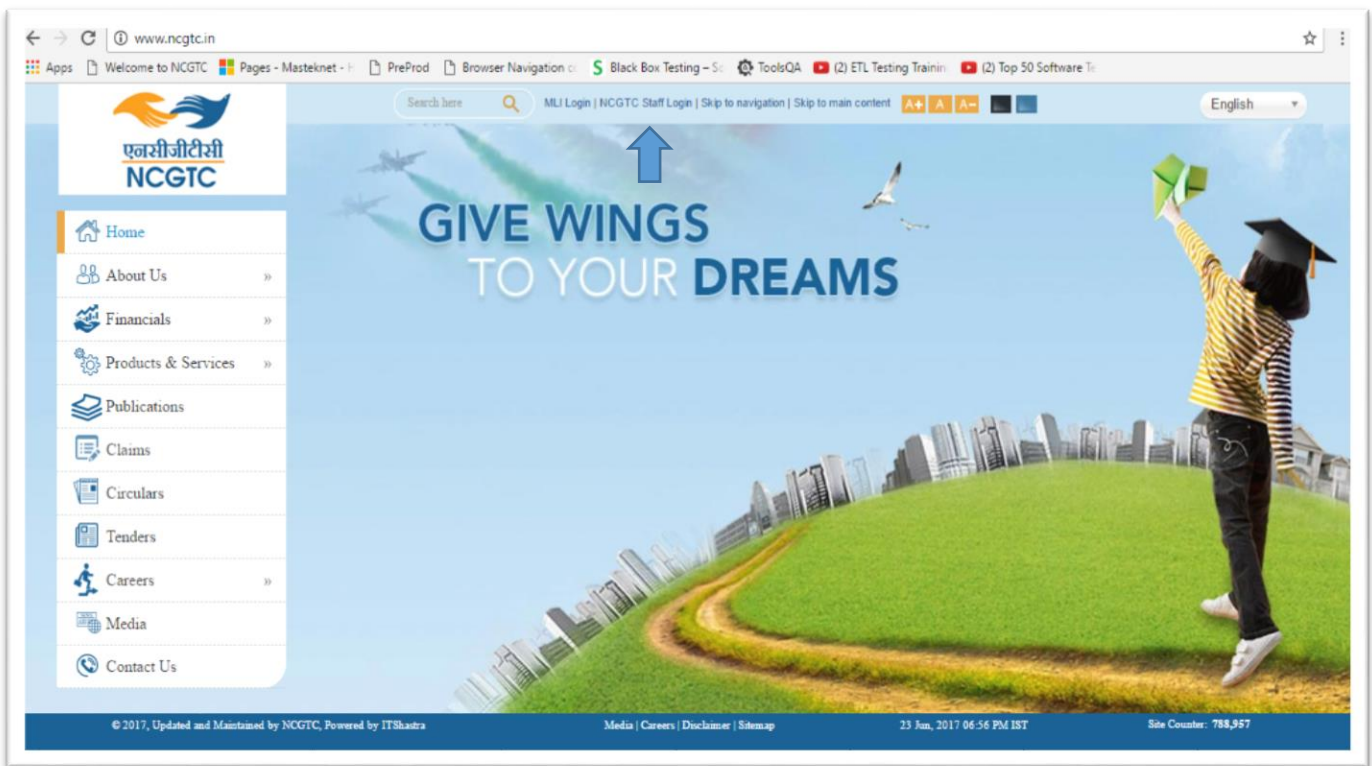 www.ncgtc.in
Apps Welcome to NCGTC Pages - Masteknet - H PreProd Browser Navigation co Black Box Testing – So ToolsQA (2) ETL Testing Trainin (2) Top 50 Software Te
Search here MLI Login | NCGTC Staff Login | Skip to navigation | Skip to main content A+ A A- English
एनसीजीटीसी
NCGTC
GIVE WINGS
TO YOUR DREAMS
Home
About Us »
Financials »
Products & Services »
Publications
Claims
Circulars
Tenders
Careers »
Media
Contact Us
© 2017, Updated and Maintained by NCGTC, Powered by ITShastra Media | Careers | Disclaimer | Sitemap 23 Jun, 2017 06:56 PM IST Site Counter: 788,957